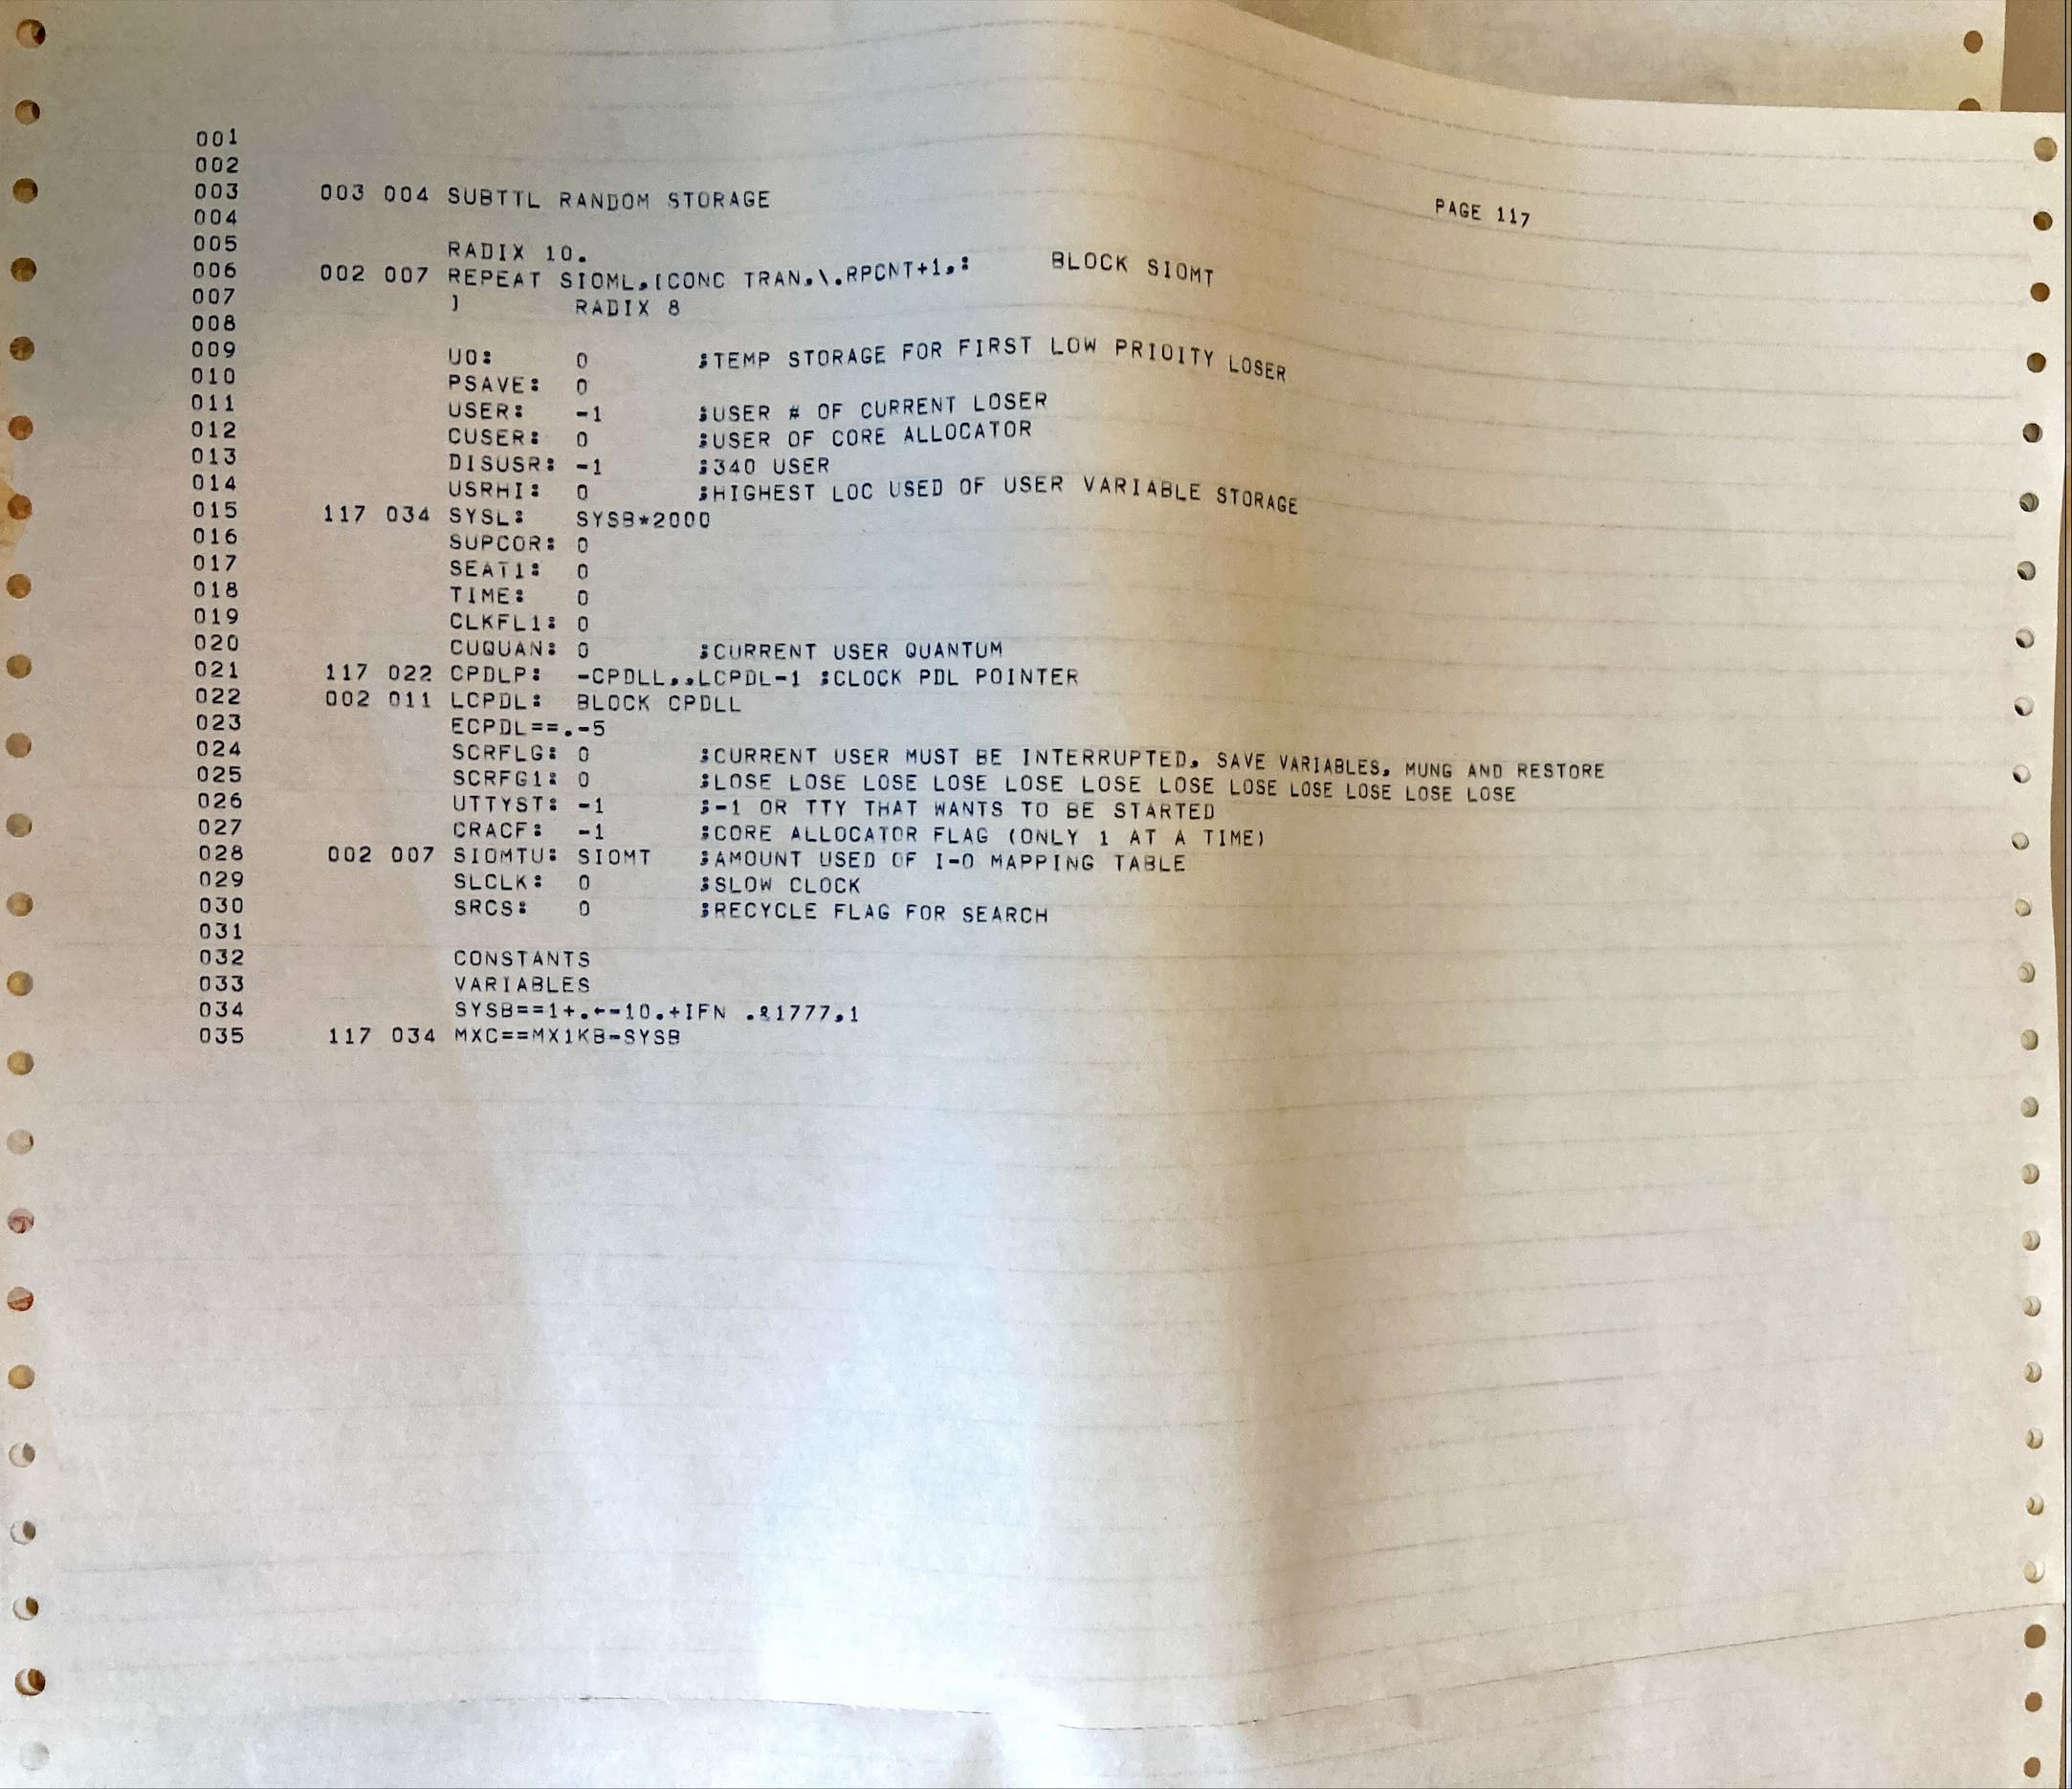 001
002
003 003 004 SUBTTL RANDOM STORAGE PAGE 117
004
005 RADIX 10.
006 002 007 REPEAT SIOML,[CONC TRAN,\.RPCNT+1,: BLOCK SIOMT
007 ] RADIX 8
008
009 UO: 0 ;TEMP STORAGE FOR FIRST LOW PRIOITY LOSER
010 PSAVE: 0
011 USER: -1 ;USER # OF CURRENT LOSER
012 CUSER: 0 ;USER OF CORE ALLOCATOR
013 DISUSR: -1 ;340 USER
014 USRHI: 0 ;HIGHEST LOC USED OF USER VARIABLE STORAGE
015 117 034 SYSL: SYSB*2000
016 SUPCOR: 0
017 SEAT1: 0
018 TIME: 0
019 CLKFL1: 0
020 CUQUAN: 0 ;CURRENT USER QUANTUM
021 117 022 CPDLP: -CPDLL,,LCPDL-1 ;CLOCK PDL POINTER
022 002 011 LCPDL: BLOCK CPDLL
023 ECPDL==.-5
024 SCRFLG: 0 ;CURRENT USER MUST BE INTERRUPTED, SAVE VARIABLES, MUNG AND RESTORE
025 SCRFG1: 0 ;LOSE LOSE LOSE LOSE LOSE LOSE LOSE LOSE LOSE LOSE LOSE LOSE
026 UTTYST: -1 ;-1 OR TTY THAT WANTS TO BE STARTED
027 CRACF: -1 ;CORE ALLOCATOR FLAG (ONLY 1 AT A TIME)
028 002 007 SIOMTU: SIOMT ;AMOUNT USED OF I-O MAPPING TABLE
029 SLCLK: 0 ;SLOW CLOCK
030 SRCS: 0 ;RECYCLE FLAG FOR SEARCH
031
032 CONSTANTS
033 VARIABLES
034 SYSB==1+.←-10.+IFN .&1777,1
035 117 034 MXC==MX1KB-SYSB